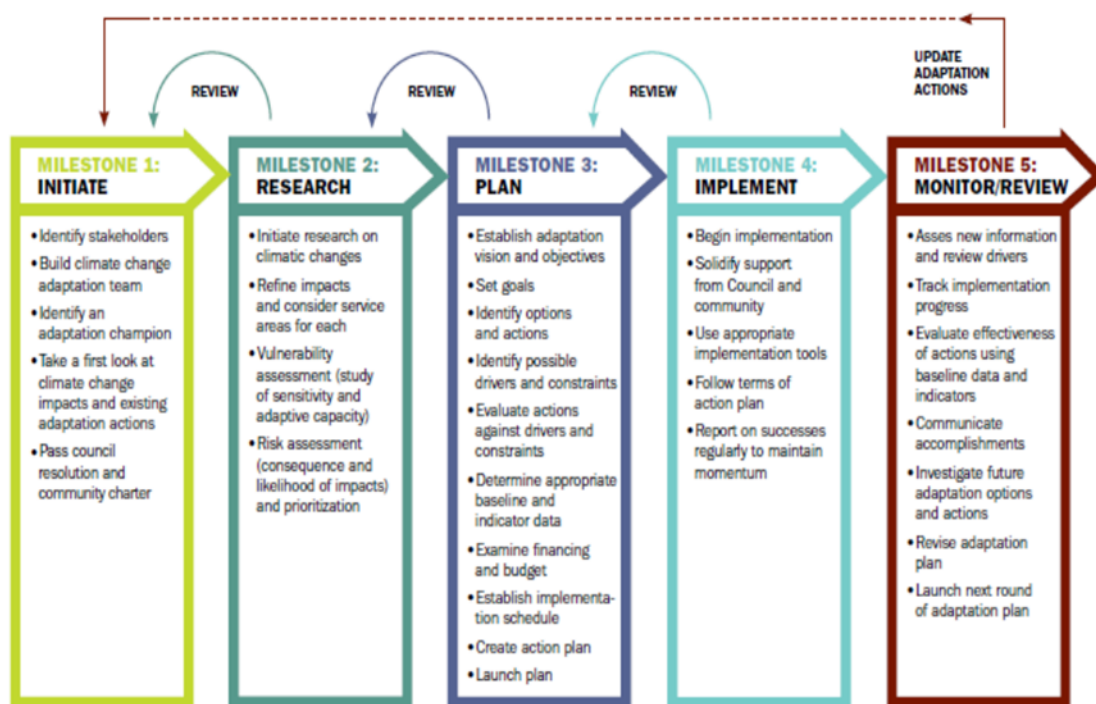 UPDATE
ADAPTATION
ACTIONS
REVIEW
REVIEW
REVIEW
MILESTONE 1:
INITIATE
•Identify stakeholders
•Build climate change
adaptation team
•Identify an
adaptation champion
•Take a first look at
climate change
impacts and existing
adaptation actions
•Pass council
resolution and
community charter
MILESTONE 2:
RESEARCH
•Initiate research on
climatic changes
•Refine impacts
and consider service
areas for each
•Vulnerability
assessment (study
of sensitivity and
adaptive capacity)
•Risk assessment
(consequence and
likelihood of impacts)
and prioritization
MILESTONE 3:
PLAN
•Establish adaptation
vision and objectives
•Set goals
•Identify options
and actions
•Identify possible
drivers and constraints
•Evaluate actions
against drivers and
constraints
•Determine appropriate
baseline and
indicator data
•Examine financing
and budget
•Establish implementa-
tion schedule
•Create action plan
•Launch plan
MILESTONE 4:
IMPLEMENT
•Begin implementation
•Solidify support
from Council and
community
•Use appropriate
implementation tools
•Follow terms of
action plan
•Report on successes
regularly to maintain
momentum
MILESTONE 5:
MONITOR/REVIEW
•Asses new information
and review drivers
•Track implementation
progress
•Evaluate effectiveness
of actions using
baseline data and
indicators
•Communicate
accomplishments
•Investigate future
adaptation options
and actions
•Revise adaptation
plan
•Launch next round
of adaptation plan